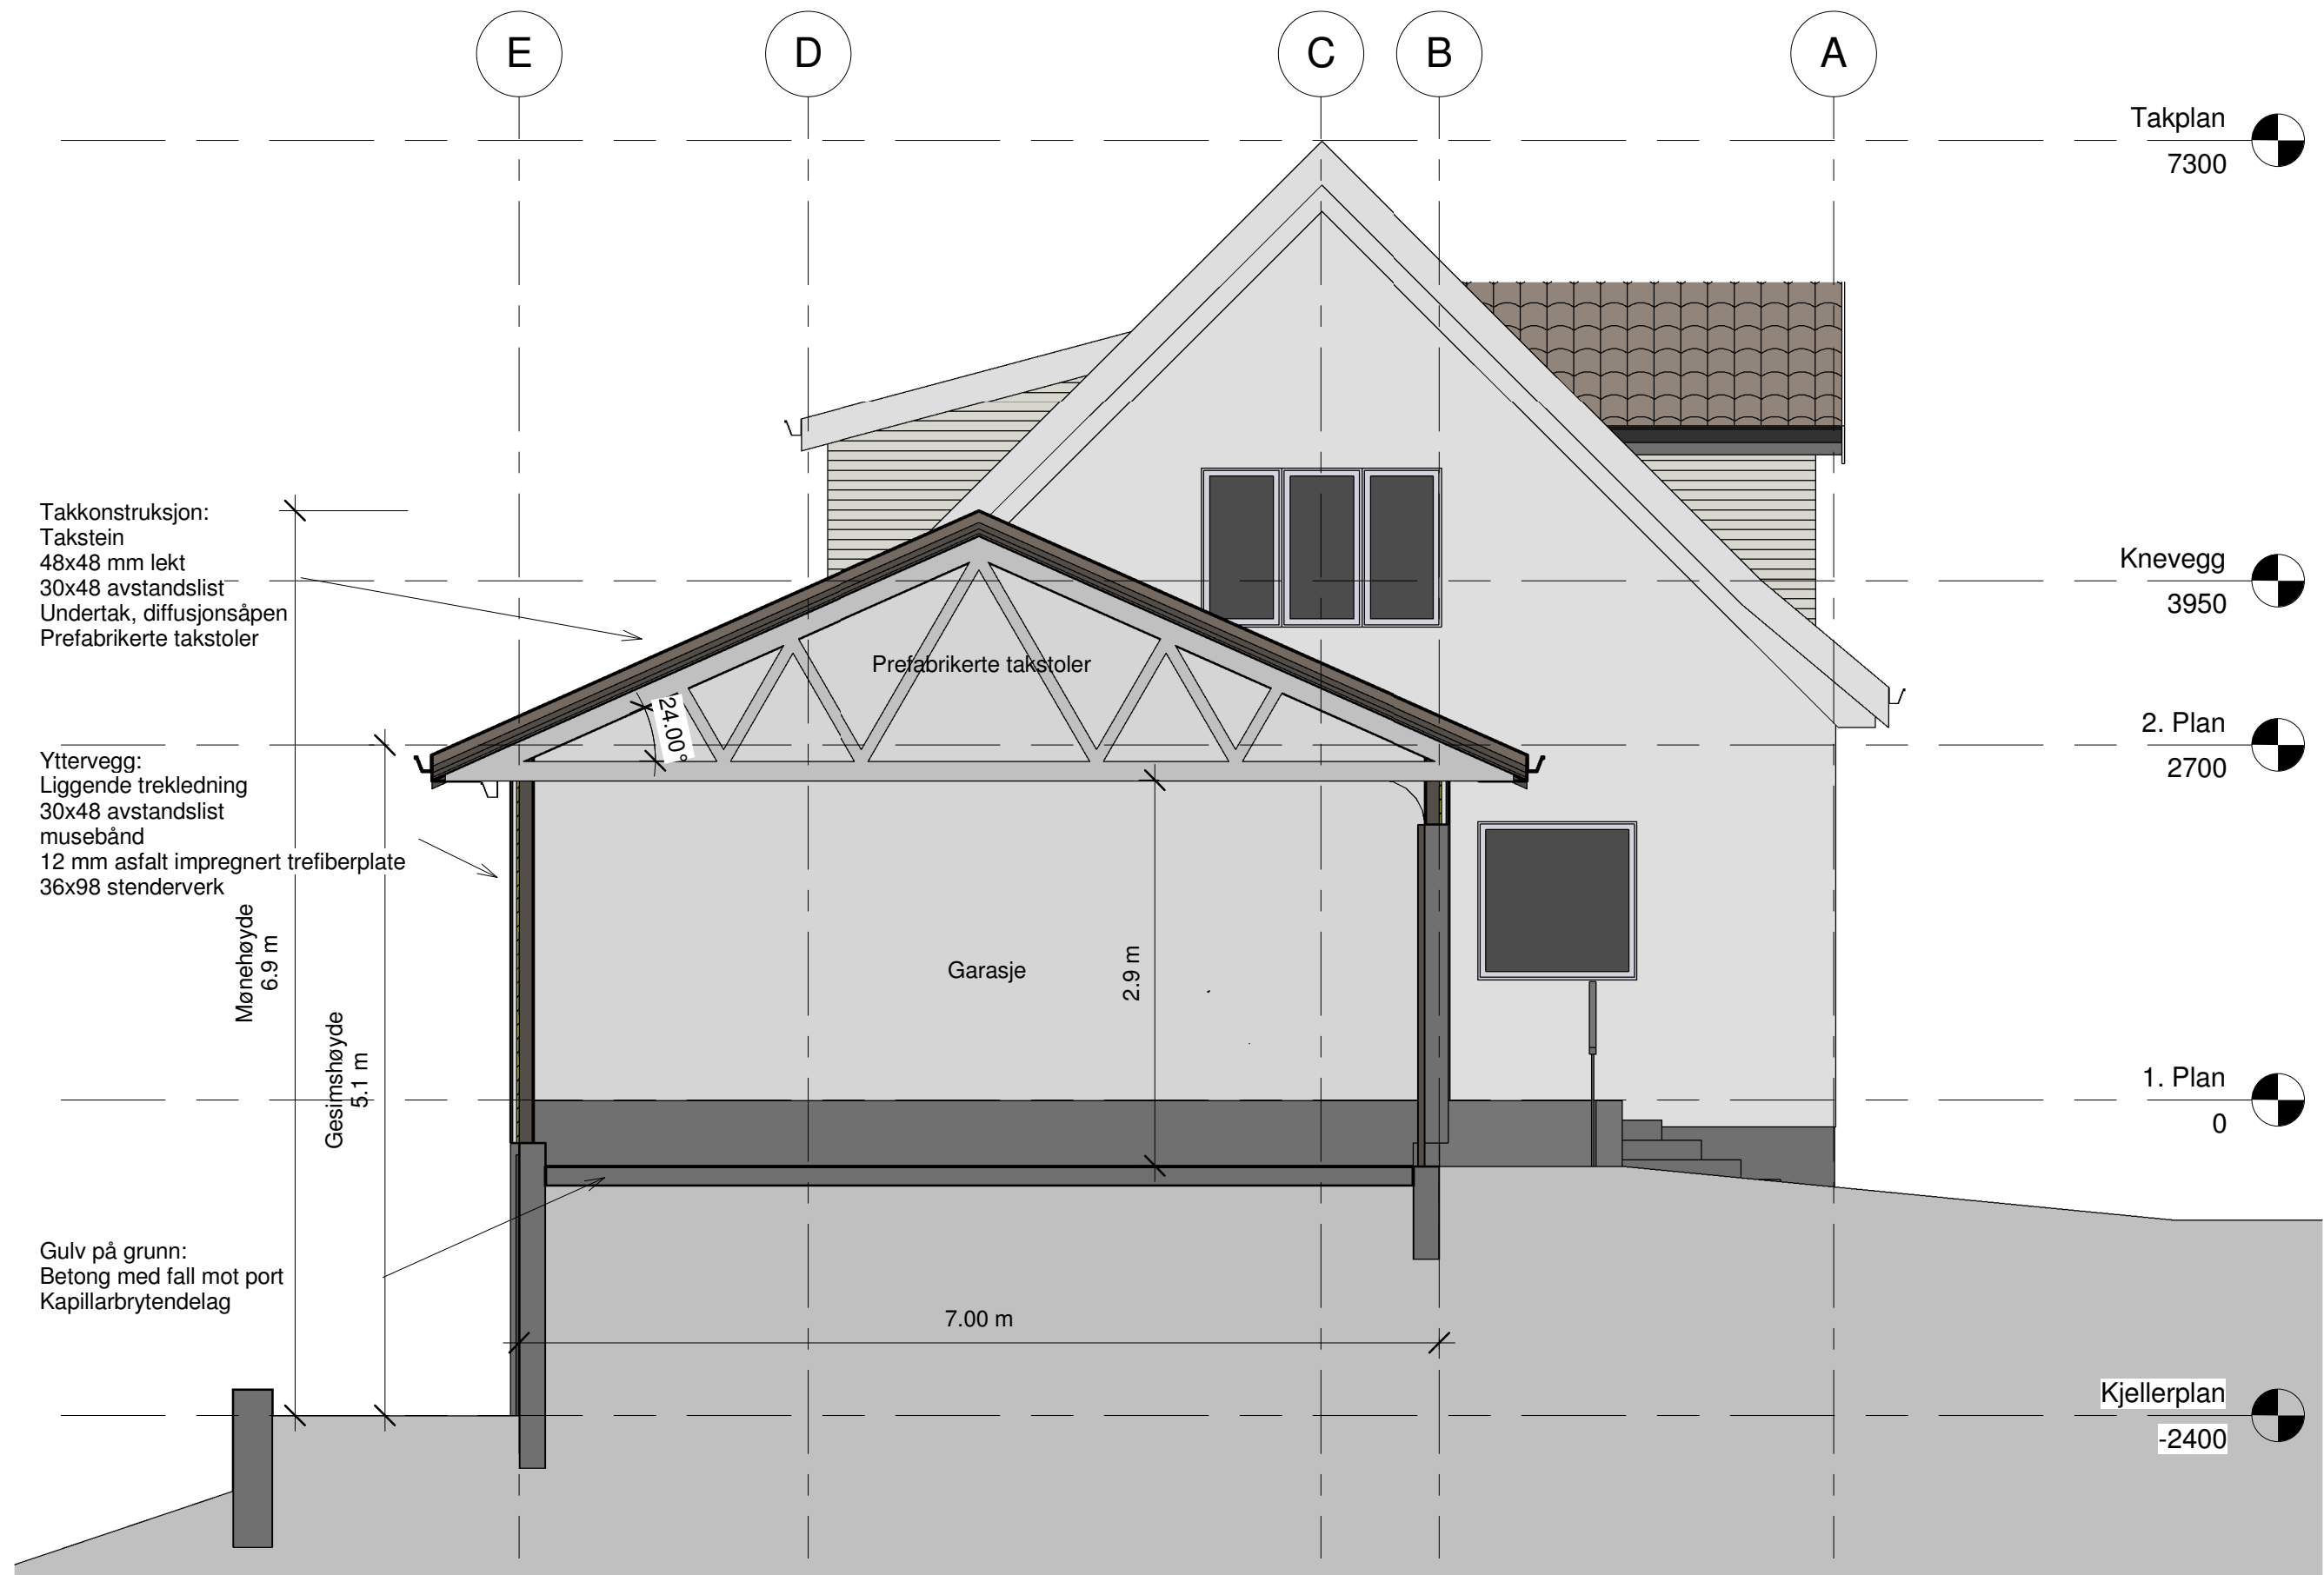 E
D
C
B
A
Takplan
7300
Takkonstruksjon:
Takstein
48x48 mm lekt
30x48 avstandslist
Undertak, diffusjonsåpen
Prefabrikerte takstoler
Knevegg
3950
Prefabrikerte takstoler
24.00°
2. Plan
2700
Yttervegg:
Liggende trekledning
30x48 avstandslist
musebånd
12 mm asfalt impregnert trefiberplate
36x98 stenderverk
Mønehøyde
6.9 m
Gesimshøyde
5.1 m
Garasje
2.9 m
1. Plan
0
Gulv på grunn:
Betong med fall mot port
Kapillarbrytendelag
7.00 m
Kjellerplan
-2400